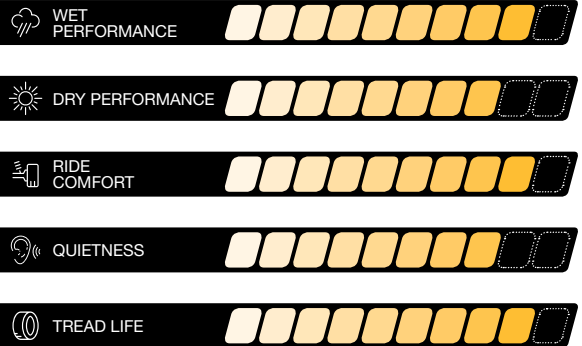 WET
PERFORMANCE
DRY PERFORMANCE
RIDE
COMFORT
QUIETNESS
TREAD LIFE